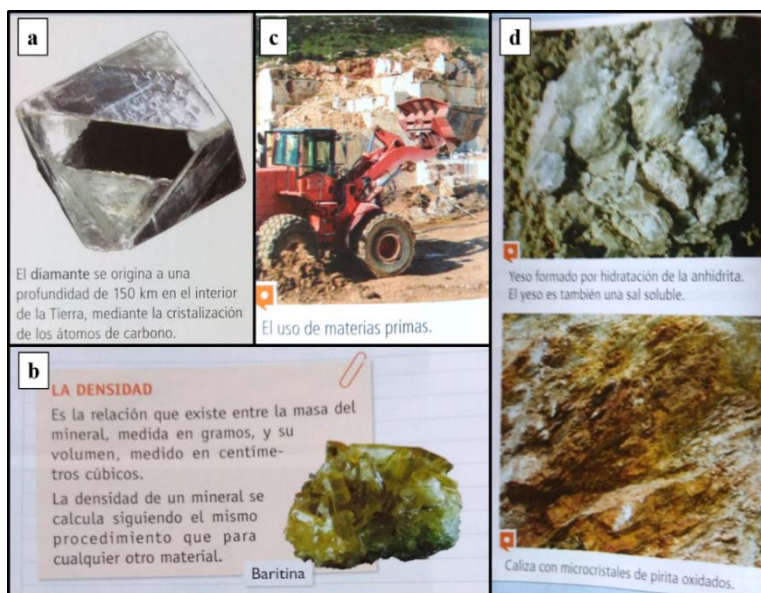 a
El diamante se origina a una
profundidad de 150 km en el interior
de la Tierra, mediante la cristalización
de los átomos de carbono.
b
LA DENSIDAD
Es la relación que existe entre la masa del
mineral, medida en gramos, y su
volumen, medido en centíme-
tros cúbicos.
La densidad de un mineral se
calcula siguiendo el mismo
procedimiento que para
cualquier otro material.
Baritina
c
El uso de materias primas.
d
Yeso formado por hidratación de la anhidrita.
El yeso es también una sal soluble.
Caliza con microcristales de pirita oxidados.